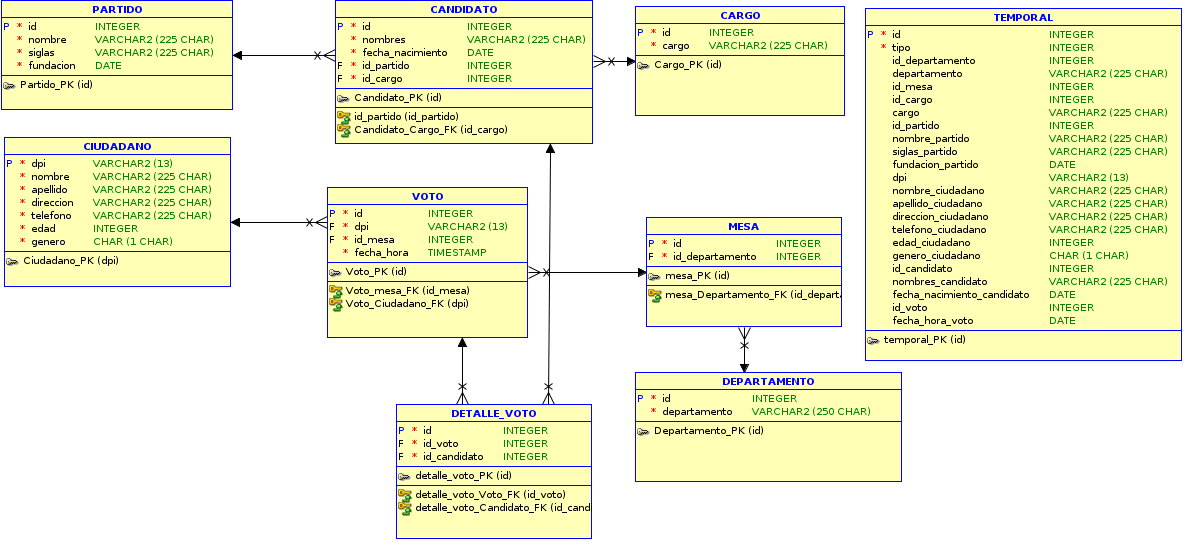 PARTIDO
P * id INTEGER
* nombre VARCHAR2 (225 CHAR)
* siglas VARCHAR2 (225 CHAR)
* fundacion DATE
Partido_PK (id)
CANDIDATO
P * id INTEGER
* nombres VARCHAR2 (225 CHAR)
* fecha_nacimiento DATE
F * id_partido INTEGER
F * id_cargo INTEGER
Candidato_PK (id)
id_partido (id_partido)
Candidato_Cargo_FK (id_cargo)
CARGO
P * id INTEGER
* cargo VARCHAR2 (225 CHAR)
Cargo_PK (id)
TEMPORAL
P * id INTEGER
* tipo INTEGER
id_departamento INTEGER
departamento VARCHAR2 (225 CHAR)
id_mesa INTEGER
id_cargo INTEGER
cargo VARCHAR2 (225 CHAR)
id_partido INTEGER
nombre_partido VARCHAR2 (225 CHAR)
siglas_partido VARCHAR2 (225 CHAR)
fundacion_partido DATE
dpi VARCHAR2 (13)
nombre_ciudadano VARCHAR2 (225 CHAR)
apellido_ciudadano VARCHAR2 (225 CHAR)
direccion_ciudadano VARCHAR2 (225 CHAR)
telefono_ciudadano VARCHAR2 (225 CHAR)
edad_ciudadano INTEGER
genero_ciudadano CHAR (1 CHAR)
id_candidato INTEGER
nombres_candidato VARCHAR2 (225 CHAR)
fecha_nacimiento_candidato DATE
id_voto INTEGER
fecha_hora_voto DATE
temporal_PK (id)
CIUDADANO
P * dpi VARCHAR2 (13)
* nombre VARCHAR2 (225 CHAR)
* apellido VARCHAR2 (225 CHAR)
* direccion VARCHAR2 (225 CHAR)
* telefono VARCHAR2 (225 CHAR)
* edad INTEGER
* genero CHAR (1 CHAR)
Ciudadano_PK (dpi)
VOTO
P * id INTEGER
F * dpi VARCHAR2 (13)
F * id_mesa INTEGER
* fecha_hora TIMESTAMP
Voto_PK (id)
Voto_mesa_FK (id_mesa)
Voto_Ciudadano_FK (dpi)
MESA
P * id INTEGER
F * id_departamento INTEGER
mesa_PK (id)
mesa_Departamento_FK (id_depart
DEPARTAMENTO
P * id INTEGER
* departamento VARCHAR2 (250 CHAR)
Departamento_PK (id)
DETALLE_VOTO
P * id INTEGER
F * id_voto INTEGER
F * id_candidato INTEGER
detalle_voto_PK (id)
detalle_voto_Voto_FK (id_voto)
detalle_voto_Candidato_FK (id_cand